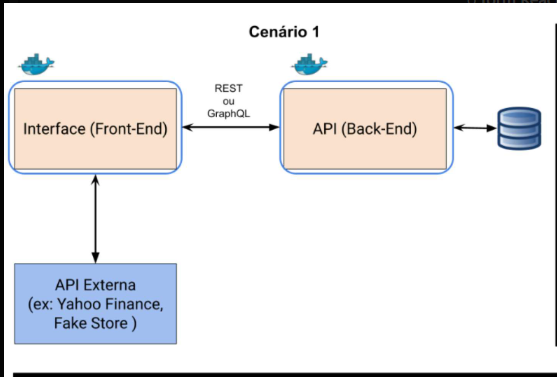 Cenário 1
REST
ou
GraphQL
Interface (Front-End)
API (Back-End)
API Externa
(ex: Yahoo Finance,
Fake Store )